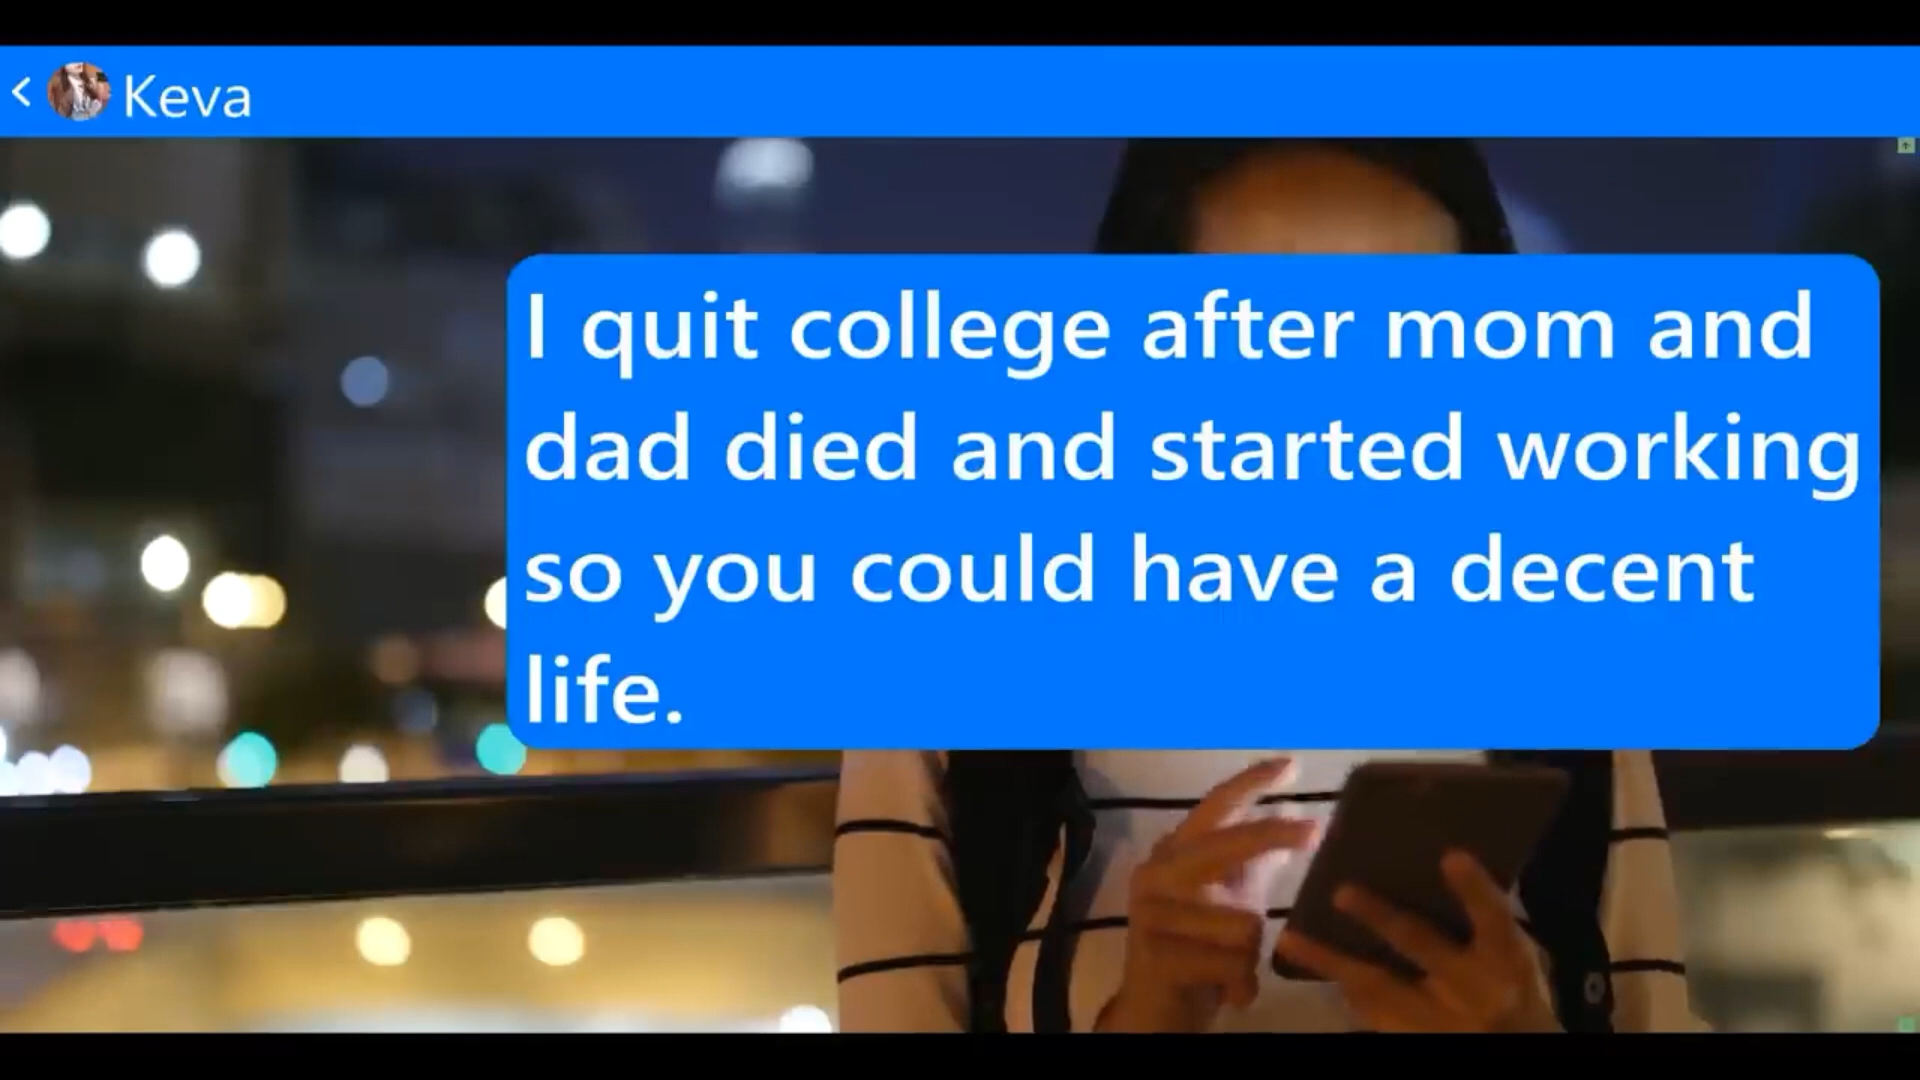 Keva
I quit college after mom and
dad died and started working
so you could have a decent
life.